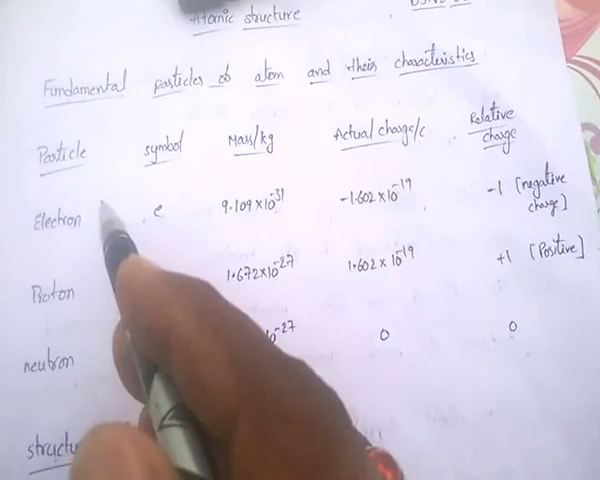 Atomic structure
Fundamental particles of atom and their characteristics
Particle symbol Mass/kg Actual charge/c Relative charge
Electron e 9.109 x 10-31 -1.602 x 10-19 -1 [negative charge]
Proton 1.672 x 10-27 1.602 x 10-19 +1 [Positive]
neutron 10-27 0 0